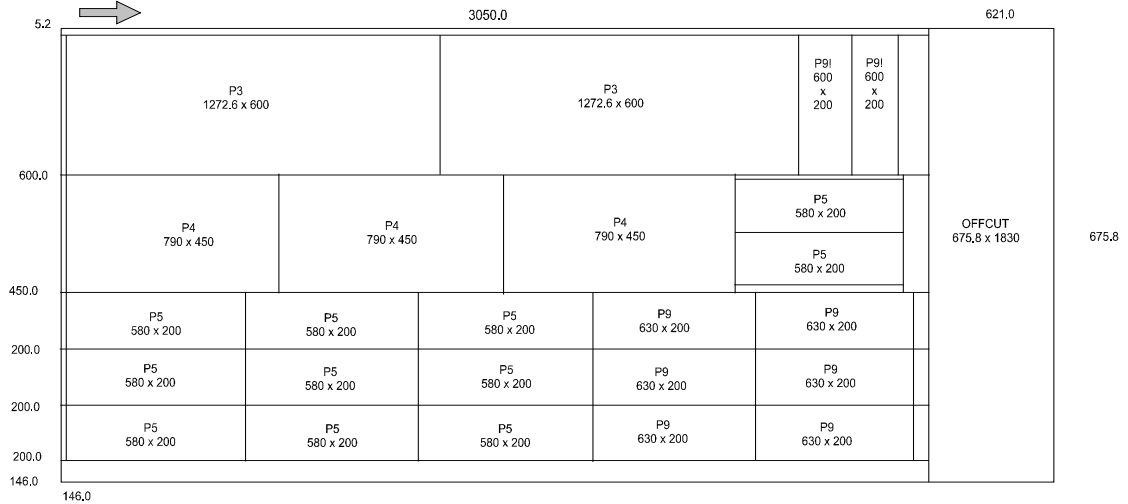 3050.0
621.0
5.2
P3
1272.6 x 600
P3
1272.6 x 600
P9!
600
x
200
P9!
600
x
200
600.0
P4
790 x 450
P4
790 x 450
P4
790 x 450
P5
580 x 200
P5
580 x 200
OFFCUT
675.8 x 1830
675.8
450.0
P5
580 x 200
P5
580 x 200
P5
580 x 200
P9
630 x 200
P9
630 x 200
200.0
P5
580 x 200
P5
580 x 200
P5
580 x 200
P9
630 x 200
P9
630 x 200
200.0
P5
580 x 200
P5
580 x 200
P5
580 x 200
P9
630 x 200
P9
630 x 200
200.0
146.0
146.0